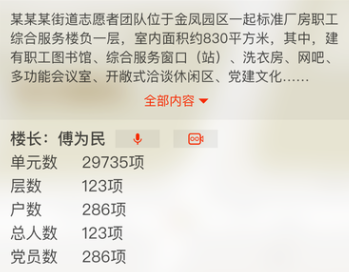 某某某街道志愿者团队位于金凤园区一起标准厂房职工
综合服务楼负一层，室内面积约830平方米，其中，建
有职工图书馆、综合服务窗口（站）、洗衣房、网吧、
多功能会议室、开敞式洽谈休闲区、党建文化……
全部内容
楼长：傅为民
单元数 29735项
层数 123项
户数 286项
总人数 123项
党员数 286项